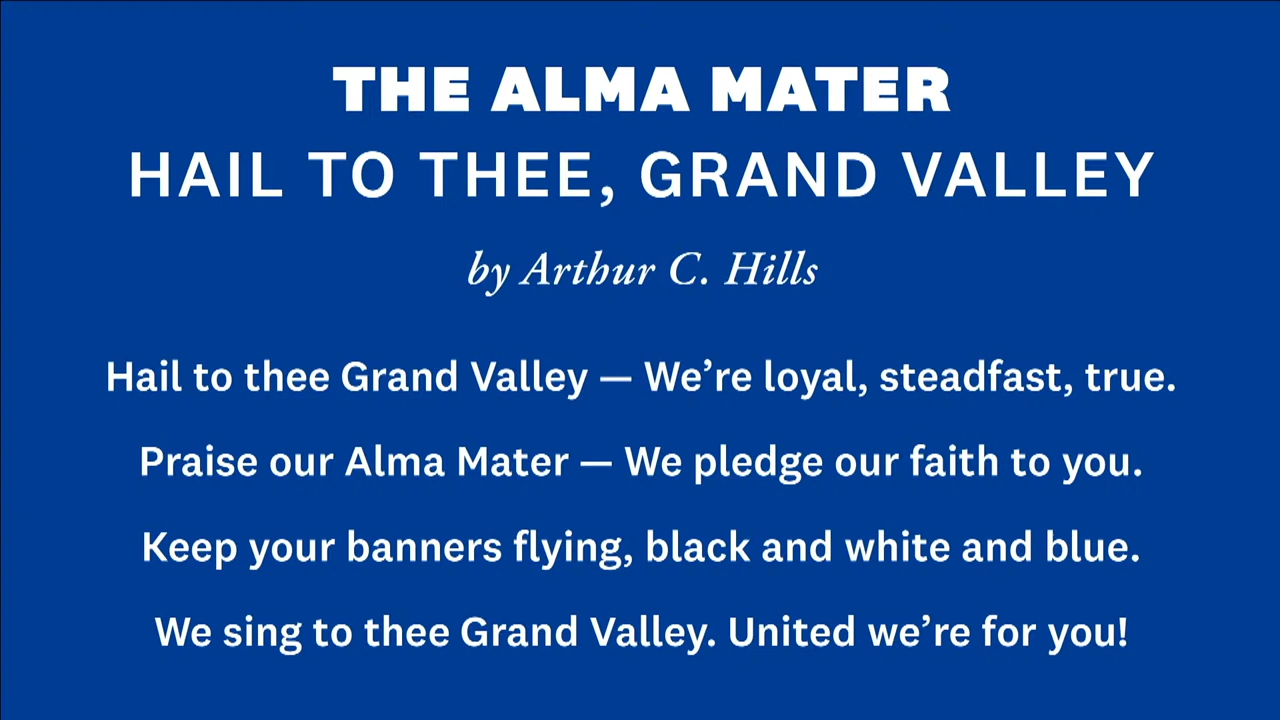 THE ALMA MATER
HAIL TO THEE, GRAND VALLEY
by Arthur C. Hills
Hail to thee Grand Valley — We’re loyal, steadfast, true.
Praise our Alma Mater — We pledge our faith to you.
Keep your banners flying, black and white and blue.
We sing to thee Grand Valley. United we’re for you!